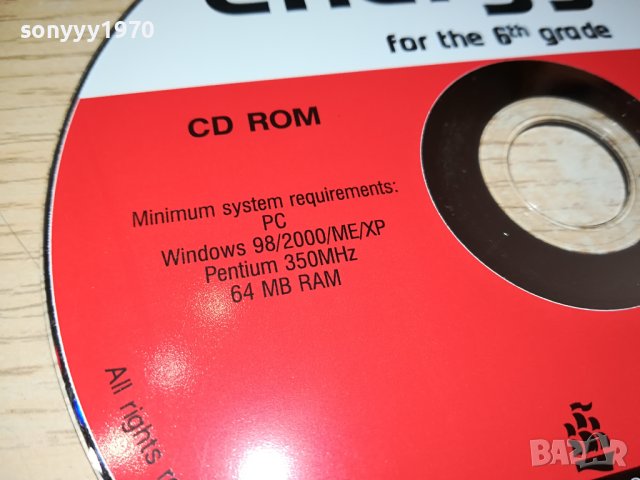 sonyyy1970
for the 6th grade
CD ROM
Minimum system requirements:
PC
Windows 98/2000/ME/XP
Pentium 350MHz
64 MB RAM
All rights
bazar